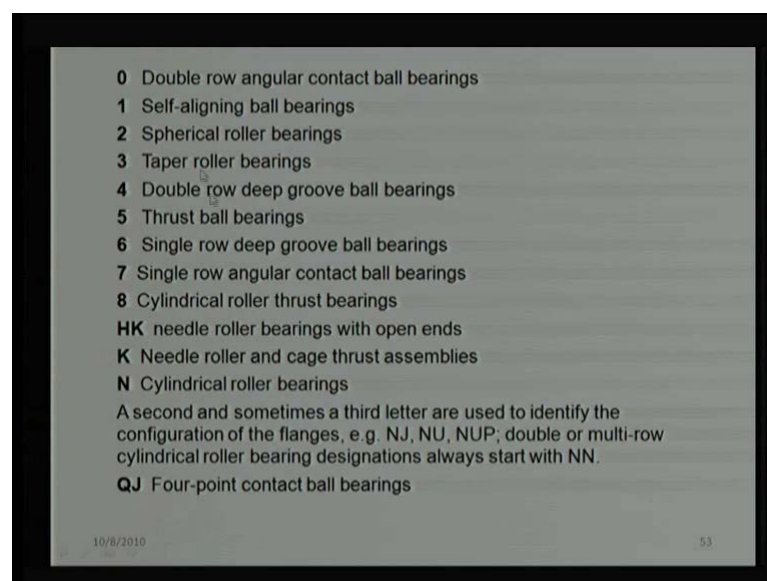 0 Double row angular contact ball bearings
1 Self-aligning ball bearings
2 Spherical roller bearings
3 Taper roller bearings
4 Double row deep groove ball bearings
5 Thrust ball bearings
6 Single row deep groove ball bearings
7 Single row angular contact ball bearings
8 Cylindrical roller thrust bearings
HK needle roller bearings with open ends
K Needle roller and cage thrust assemblies
N Cylindrical roller bearings
A second and sometimes a third letter are used to identify the
configuration of the flanges, e.g. NJ, NU, NUP; double or multi-row
cylindrical roller bearing designations always start with NN.
QJ Four-point contact ball bearings
10/8/2010 53